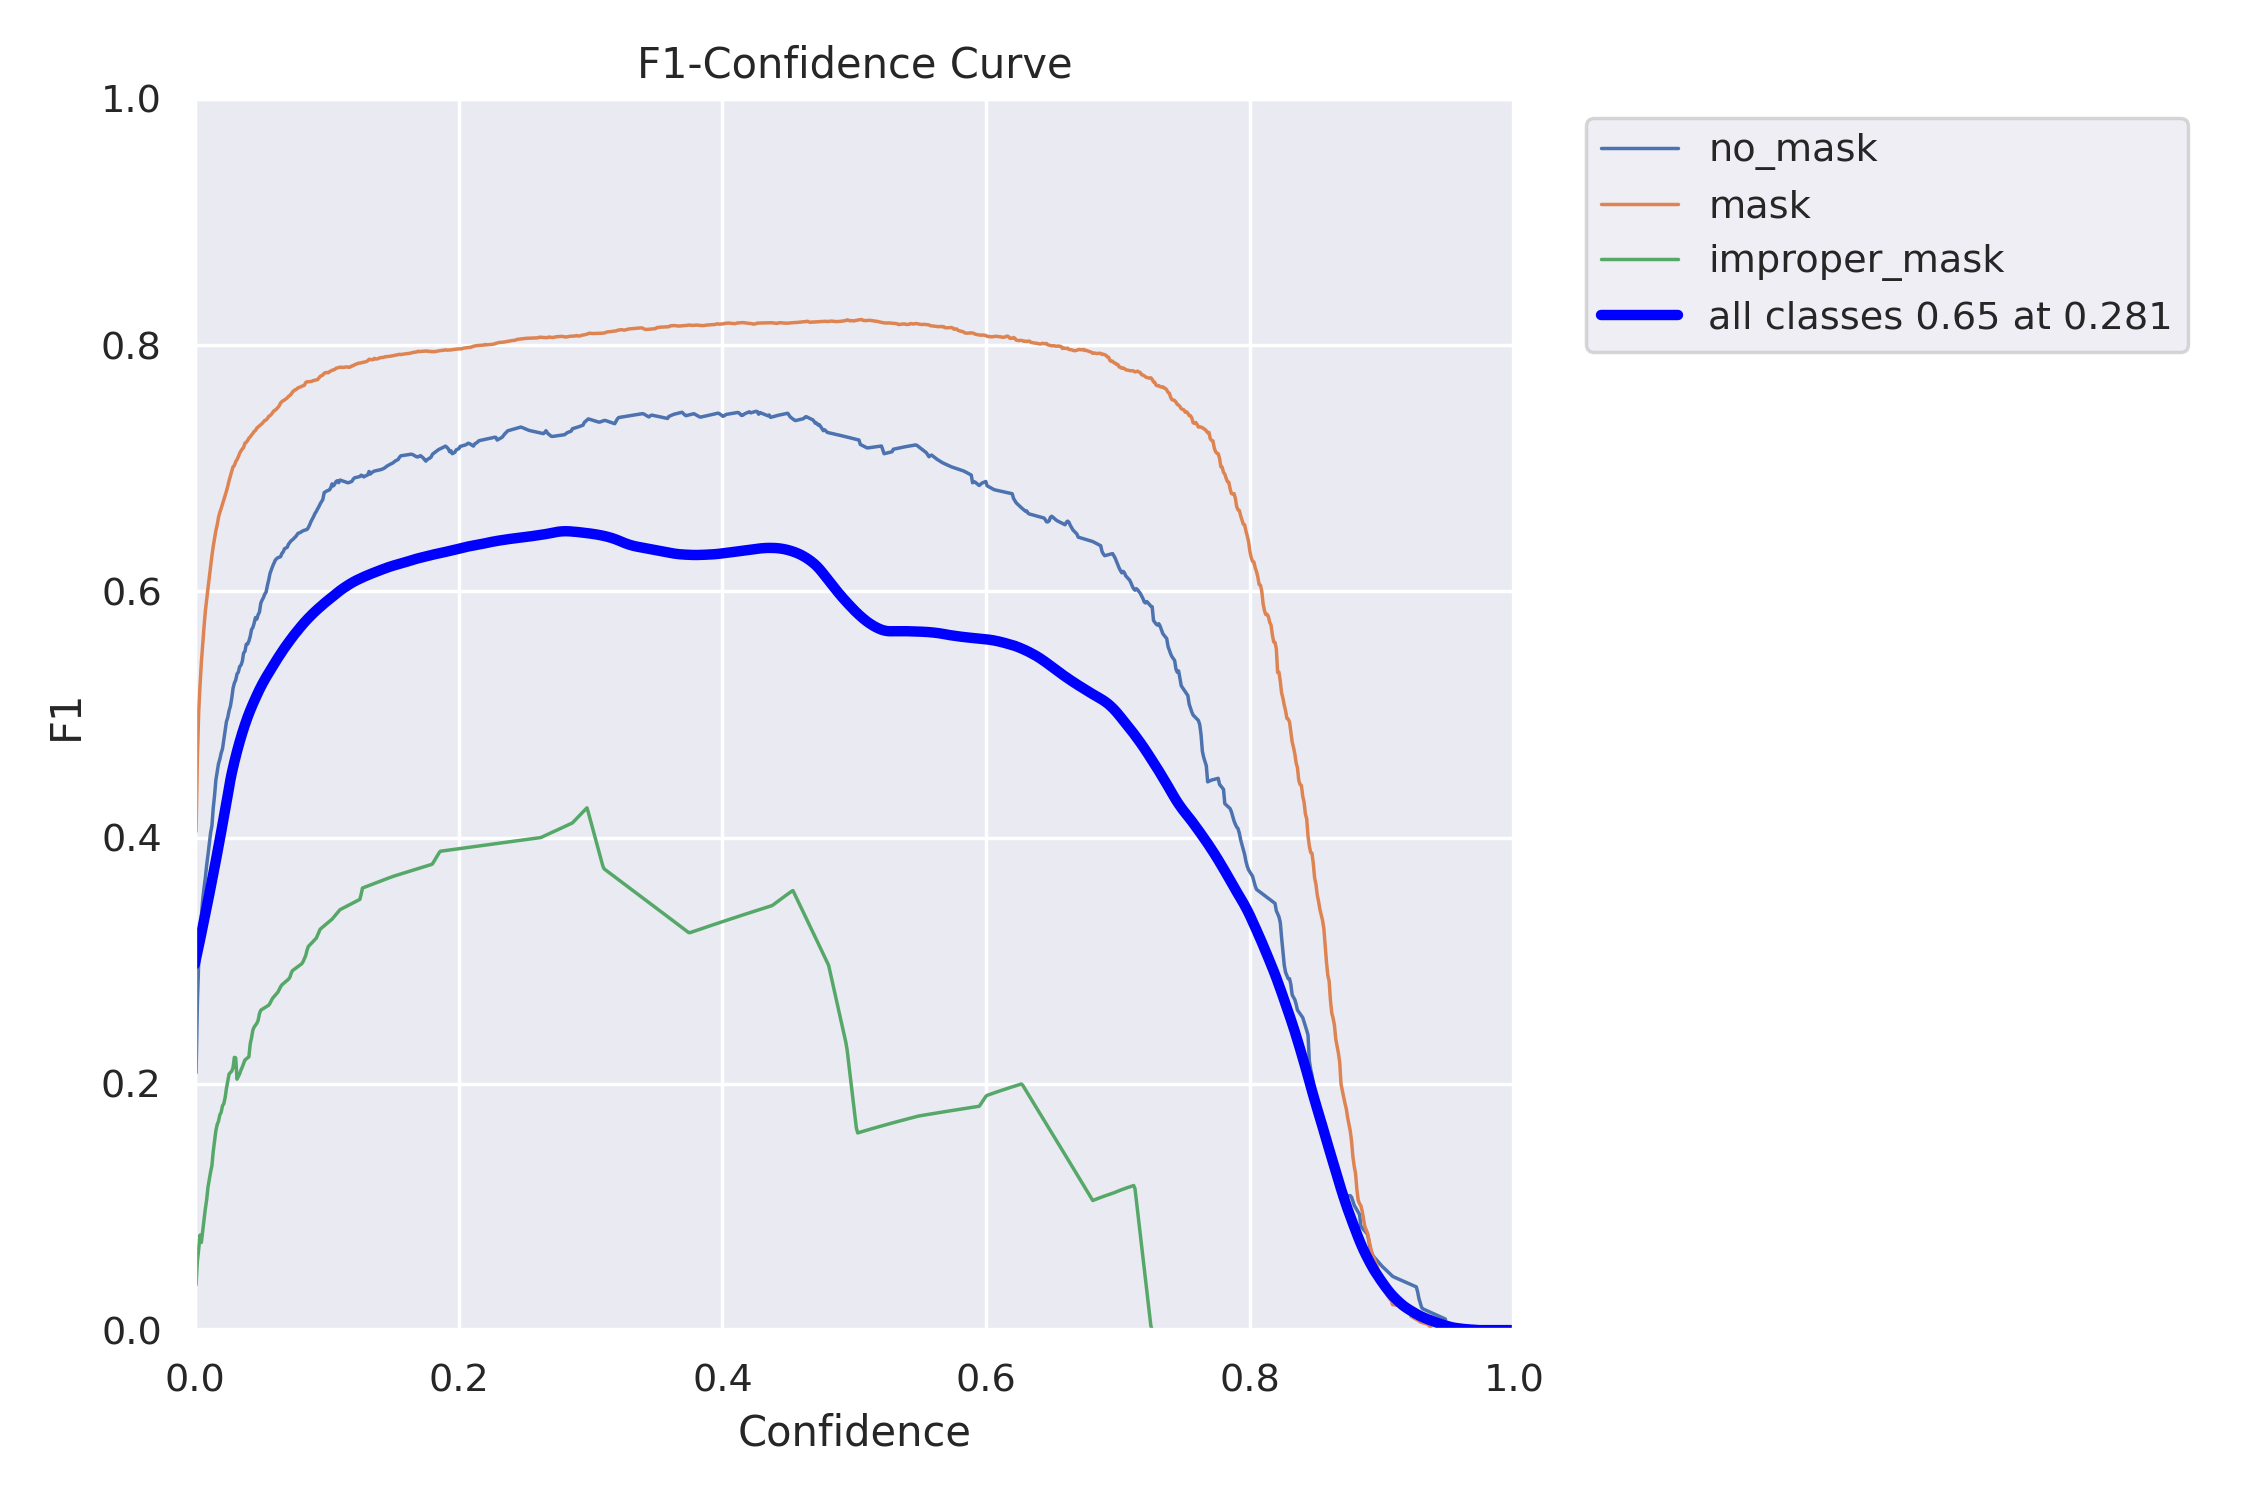 F1-Confidence Curve
1.0
0.8
0.6
0.4
0.2
0.0
F1
0.0 0.2 0.4 0.6 0.8 1.0
Confidence
no_mask
mask
improper_mask
all classes 0.65 at 0.281